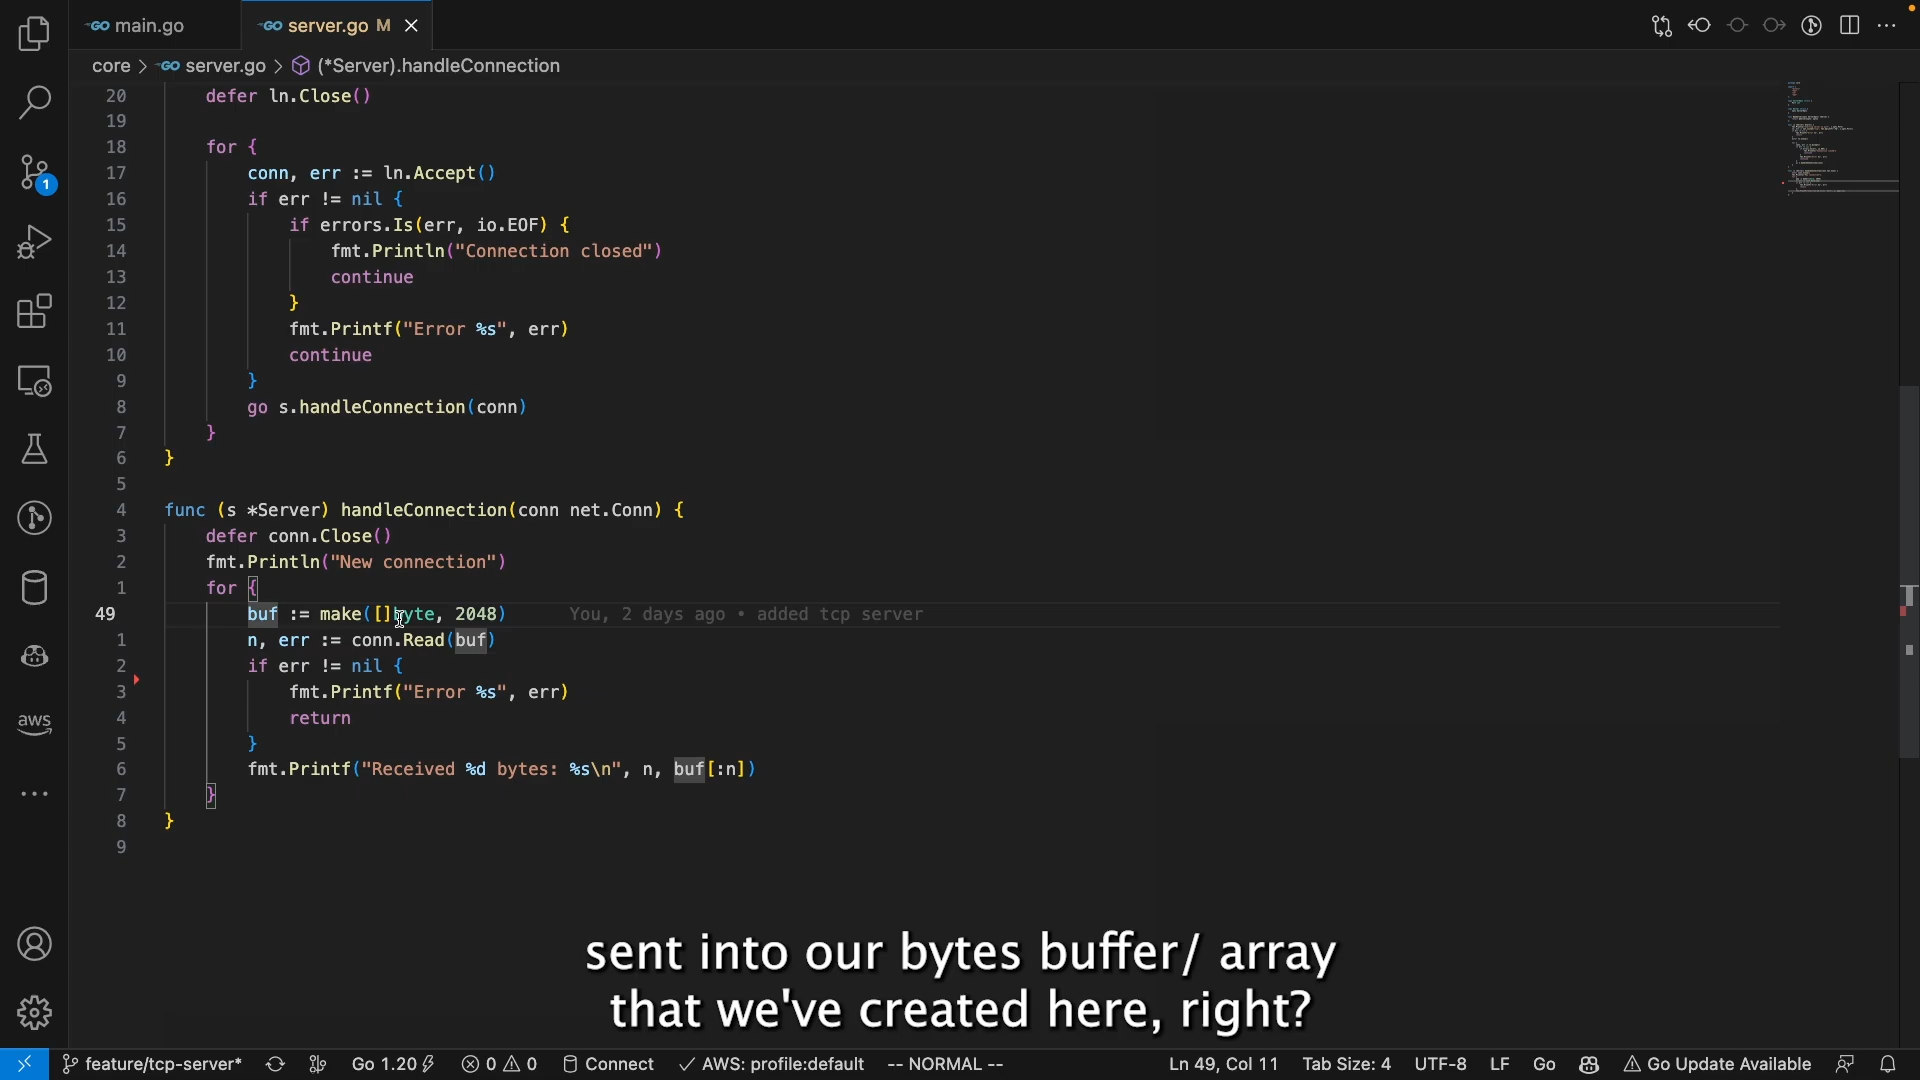 GO main.go
GO server.go M
core > GO server.go > (*Server).handleConnection
20 defer ln.Close()
19
18 for {
17 conn, err := ln.Accept()
16 if err != nil {
15 if errors.Is(err, io.EOF) {
14 fmt.Println("Connection closed")
13 continue
12 }
11 fmt.Printf("Error %s", err)
10 continue
9 }
8 go s.handleConnection(conn)
7 }
6 }
5
4 func (s *Server) handleConnection(conn net.Conn) {
3 defer conn.Close()
2 fmt.Println("New connection")
1 for {
49 buf := make([]byte, 2048) You, 2 days ago • added tcp server
1 n, err := conn.Read(buf)
2 if err != nil {
3 fmt.Printf("Error %s", err)
4 return
5 }
6 fmt.Printf("Received %d bytes: %s\n", n, buf[:n])
7 }
8 }
9
1
aws
sent into our bytes buffer/ array
that we've created here, right?
feature/tcp-server* Go 1.20 0 0 Connect AWS: profile:default -- NORMAL -- Ln 49, Col 11 Tab Size: 4 UTF-8 LF Go Go Update Available